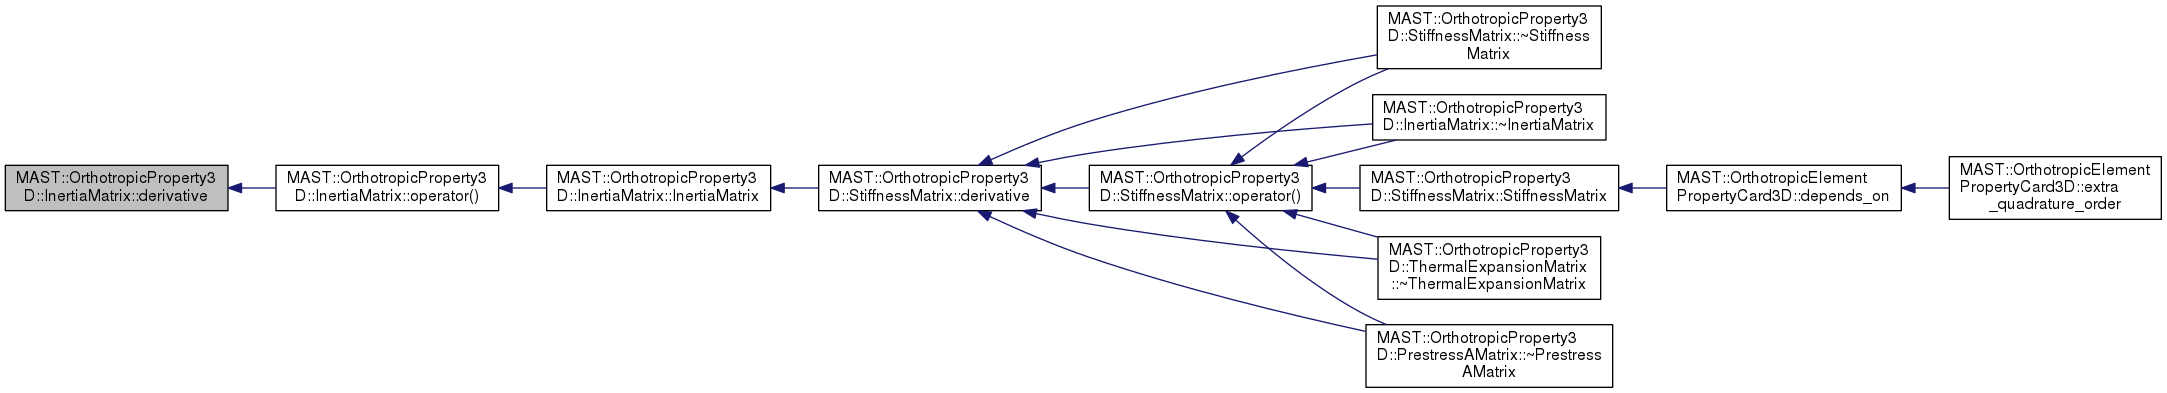 MAST::OrthotropicProperty3
D::InertiaMatrix::derivative
MAST::OrthotropicProperty3
D::InertiaMatrix::operator()
MAST::OrthotropicProperty3
D::InertiaMatrix::InertiaMatrix
MAST::OrthotropicProperty3
D::StiffnessMatrix::derivative
MAST::OrthotropicProperty3
D::StiffnessMatrix::~Stiffness
Matrix
MAST::OrthotropicProperty3
D::InertiaMatrix::~InertiaMatrix
MAST::OrthotropicProperty3
D::StiffnessMatrix::operator()
MAST::OrthotropicProperty3
D::StiffnessMatrix::StiffnessMatrix
MAST::OrthotropicElement
PropertyCard3D::depends_on
MAST::OrthotropicElement
PropertyCard3D::extra
_quadrature_order
MAST::OrthotropicProperty3
D::ThermalExpansionMatrix
::~ThermalExpansionMatrix
MAST::OrthotropicProperty3
D::PrestressAMatrix::~Prestress
AMatrix